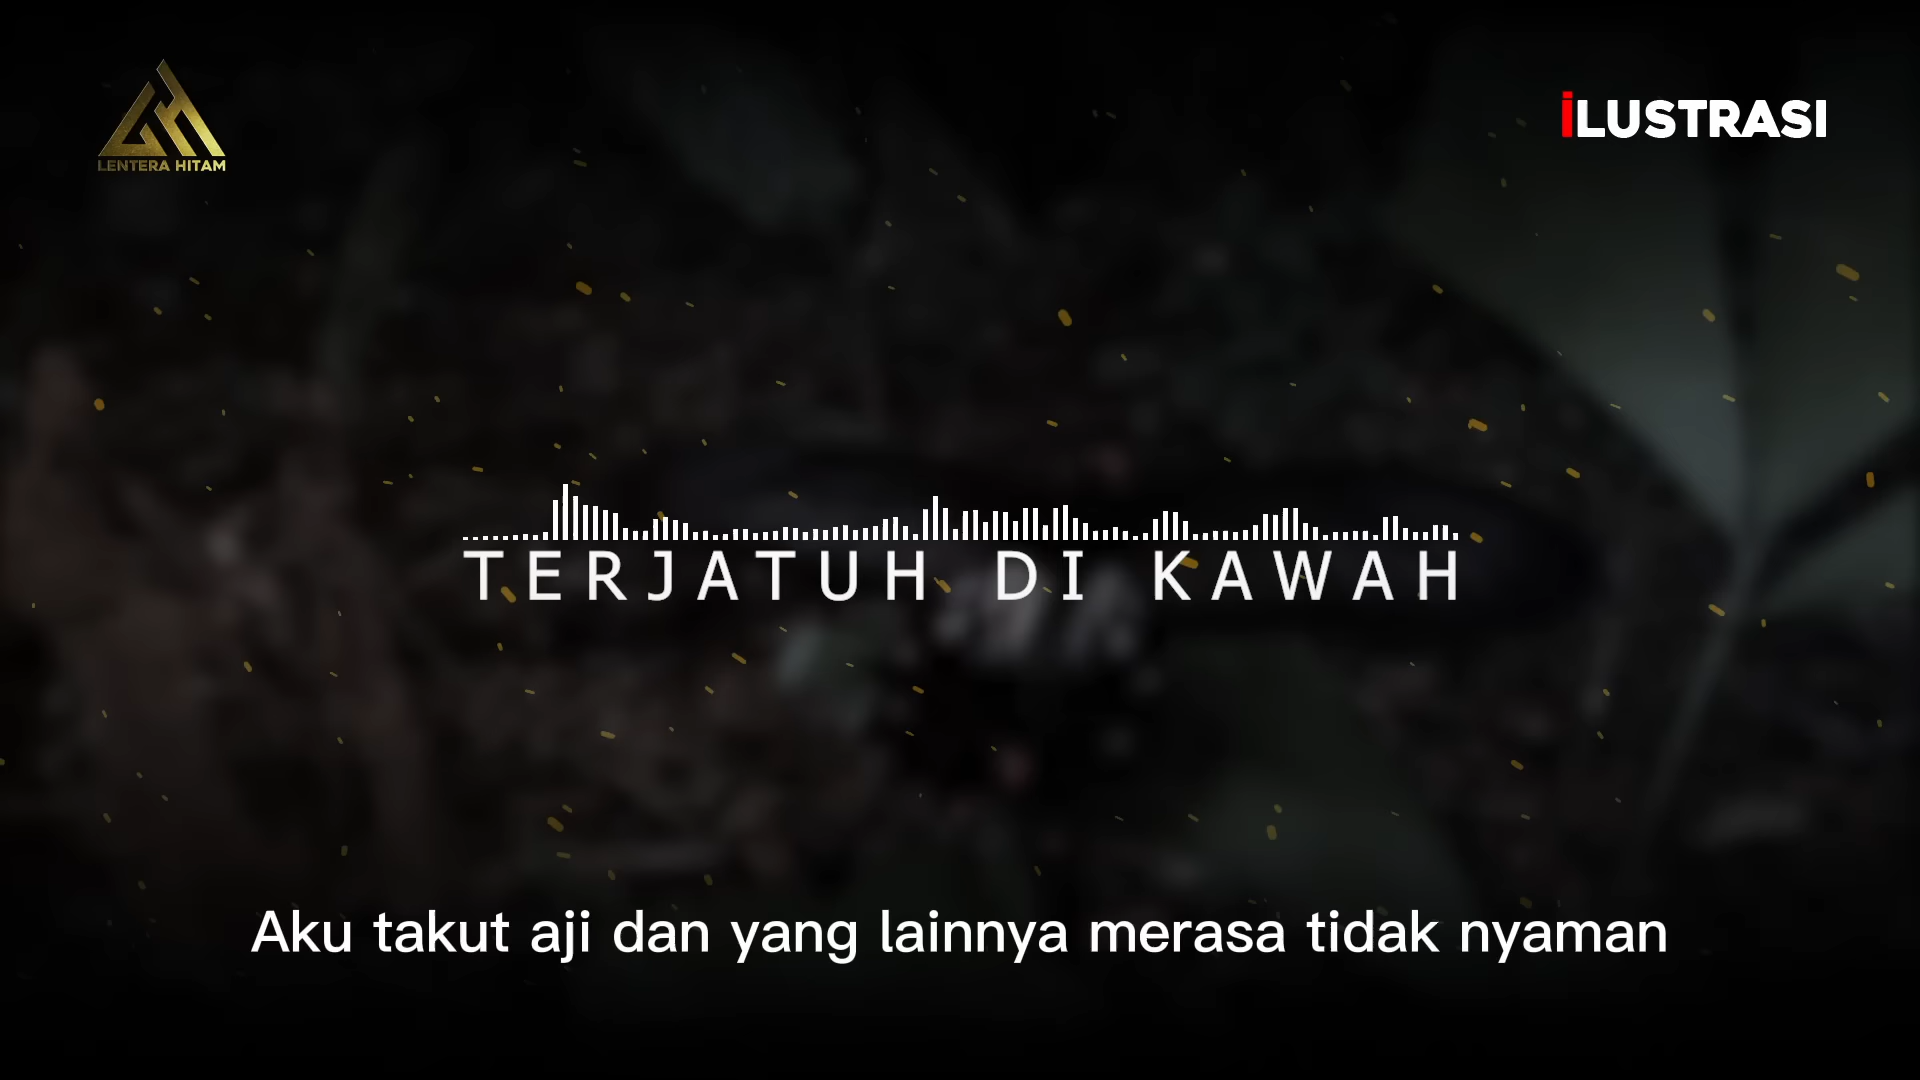 LENTERA HITAM
iLUSTRASI
TERJATUH DI KAWAH
Aku takut aji dan yang lainnya merasa tidak nyaman